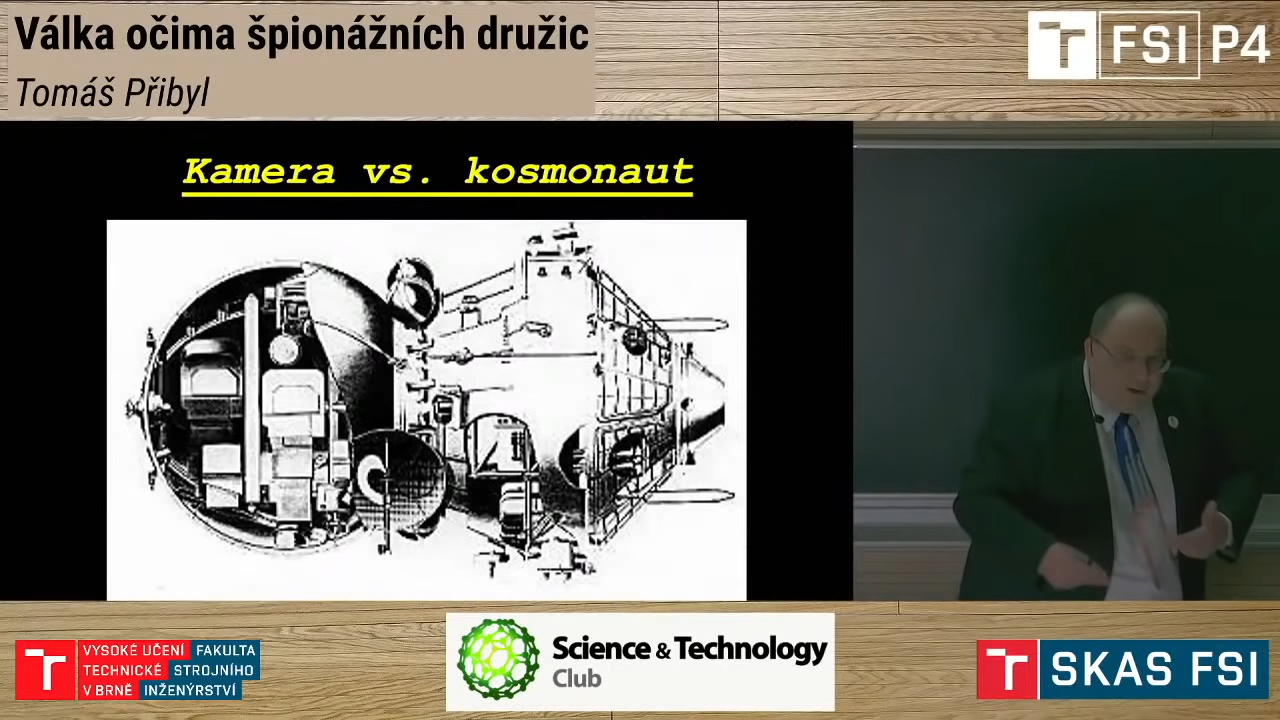 Válka očima špionážních družic
Tomáš Přibyl
FSI P4
Kamera vs. kosmonaut
VYSOKÉ UČENÍ FAKULTA
TECHNICKÉ STROJNÍHO
V BRNĚ INŽENÝRSTVÍ
Science & Technology
Club
SKAS FSI